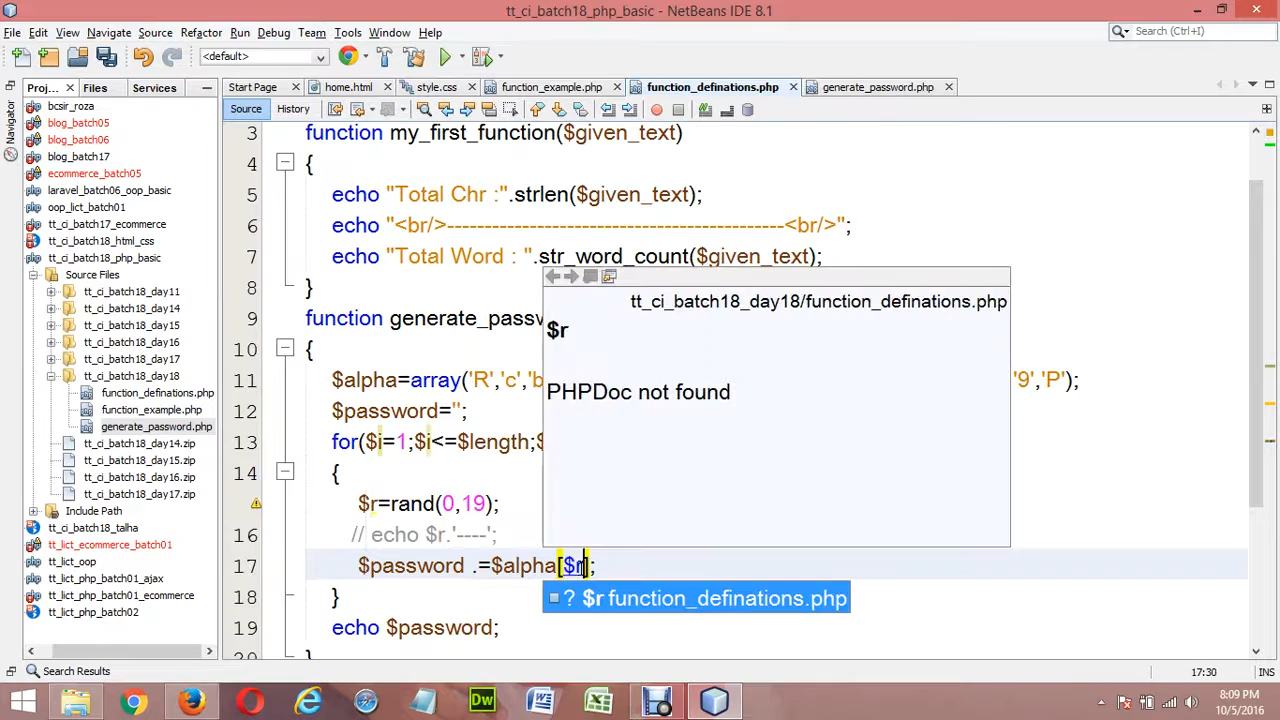 tt_ci_batch18_php_basic - NetBeans IDE 8.1
File Edit View Navigate Source Refactor Run Debug Team Tools Window Help
Search (Ctrl+I)
<default>
Proj... Files Services
Start Page home.html style.css function_example.php function_definations.php generate_password.php
Source History
Navigator
bcsir_roza
blog_batch05
blog_batch06
blog_batch17
ecommerce_batch05
laravel_batch06_oop_basic
oop_lict_batch01
tt_ci_batch17_ecommerce
tt_ci_batch18_html_css
tt_ci_batch18_php_basic
Source Files
tt_ci_batch18_day11
tt_ci_batch18_day14
tt_ci_batch18_day15
tt_ci_batch18_day16
tt_ci_batch18_day17
tt_ci_batch18_day18
function_definations.php
function_example.php
generate_password.php
tt_ci_batch18_day14.zip
tt_ci_batch18_day15.zip
tt_ci_batch18_day16.zip
tt_ci_batch18_day17.zip
Include Path
tt_ci_batch18_talha
tt_lict_ecommerce_batch01
tt_lict_oop
tt_lict_php_batch01_ajax
tt_lict_php_batch01_ecommerce
tt_lict_php_batch02
3 function my_first_function($given_text)
4 {
5 echo "Total Chr :".strlen($given_text);
6 echo "<br/>-----------------------------------------<br/>";
7 echo "Total Word : ".str_word_count($given_text);
8 }
9 function generate_passw
10 {
11 $alpha=array('R','c','b '9','P');
12 $password='';
13 for($i=1;$i<=$length;$
14 {
$r=rand(0,19);
16 // echo $r.'----';
17 $password .=$alpha[$r];
18 }
19 echo $password;
}
tt_ci_batch18_day18/function_definations.php
$r
PHPDoc not found
? $r function_definations.php
Search Results
17:30 INS
Dw
8:09 PM
10/5/2016